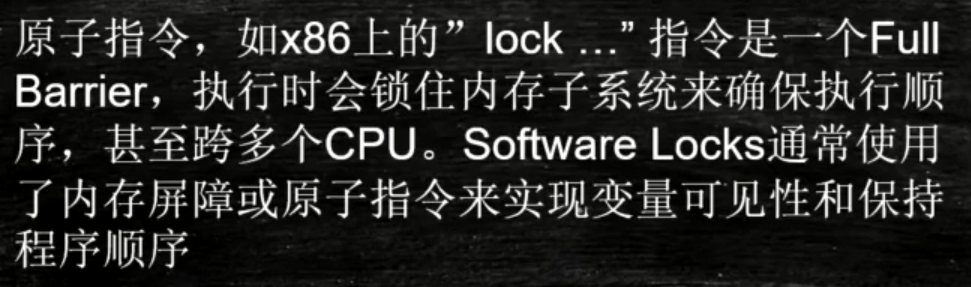 原子指令，如x86上的” lock …” 指令是一个Full
Barrier，执行时会锁住内存子系统来确保执行顺
序，甚至跨多个CPU。Software Locks通常使用
了内存屏障或原子指令来实现变量可见性和保持
程序顺序